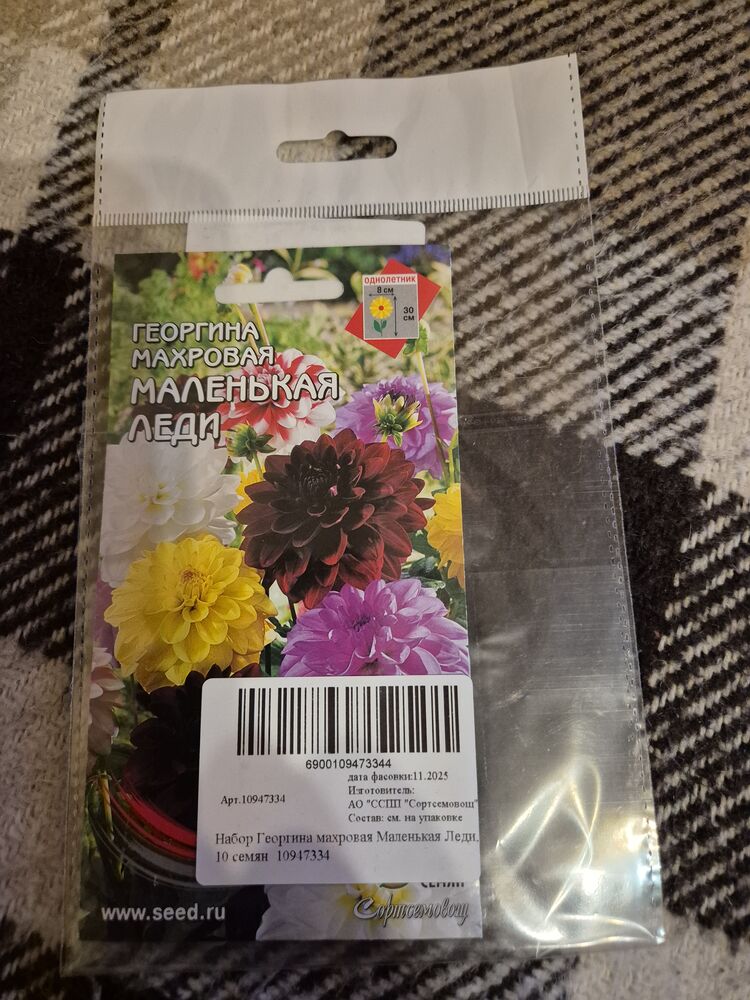 однолетник
8 см
30
см
ГЕОРГИНА
МАХРОВАЯ
МАЛЕНЬКАЯ
ЛЕДИ
6900109473344
дата фасовки:11.2025
Изготовитель:
Арт.10947334
АО "ССПП "Сортсемовощ"
Состав: см. на упаковке
Набор Георгина махровая Маленькая Леди,
10 семян 10947334
СЕМЯН
www.seed.ru
Сортсемовощ